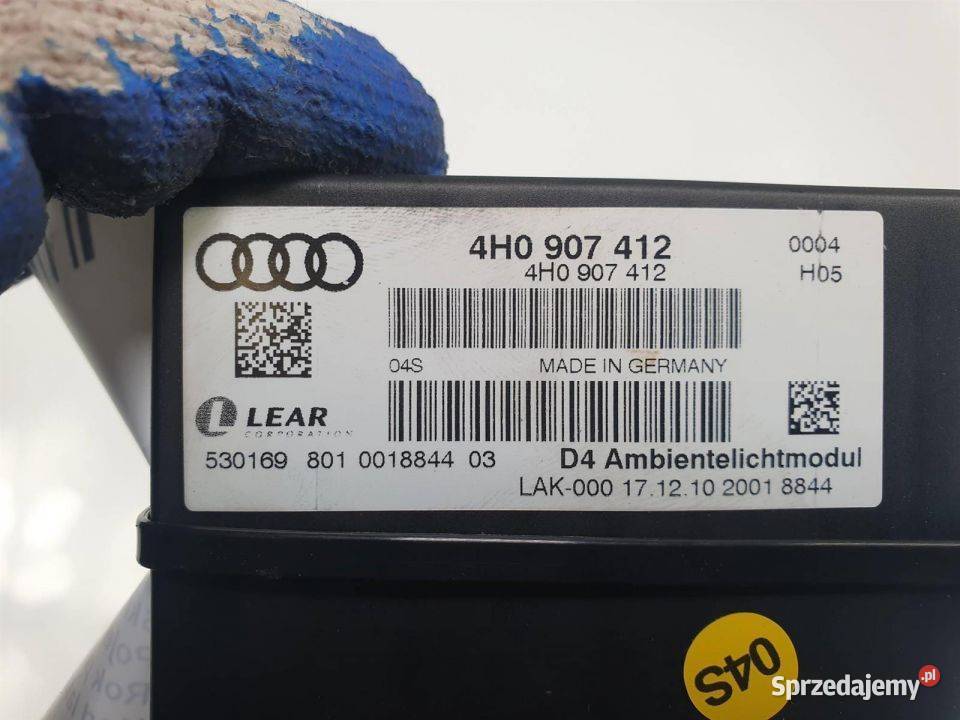 4H0 907 412
4H0 907 412
0004
H05
04S
MADE IN GERMANY
LEAR
CORPORATION
530169 801 0018844 03
D4 Ambientelichtmodul
LAK-000 17.12.10 2001 8844
04S
Sprzedajemy.pl